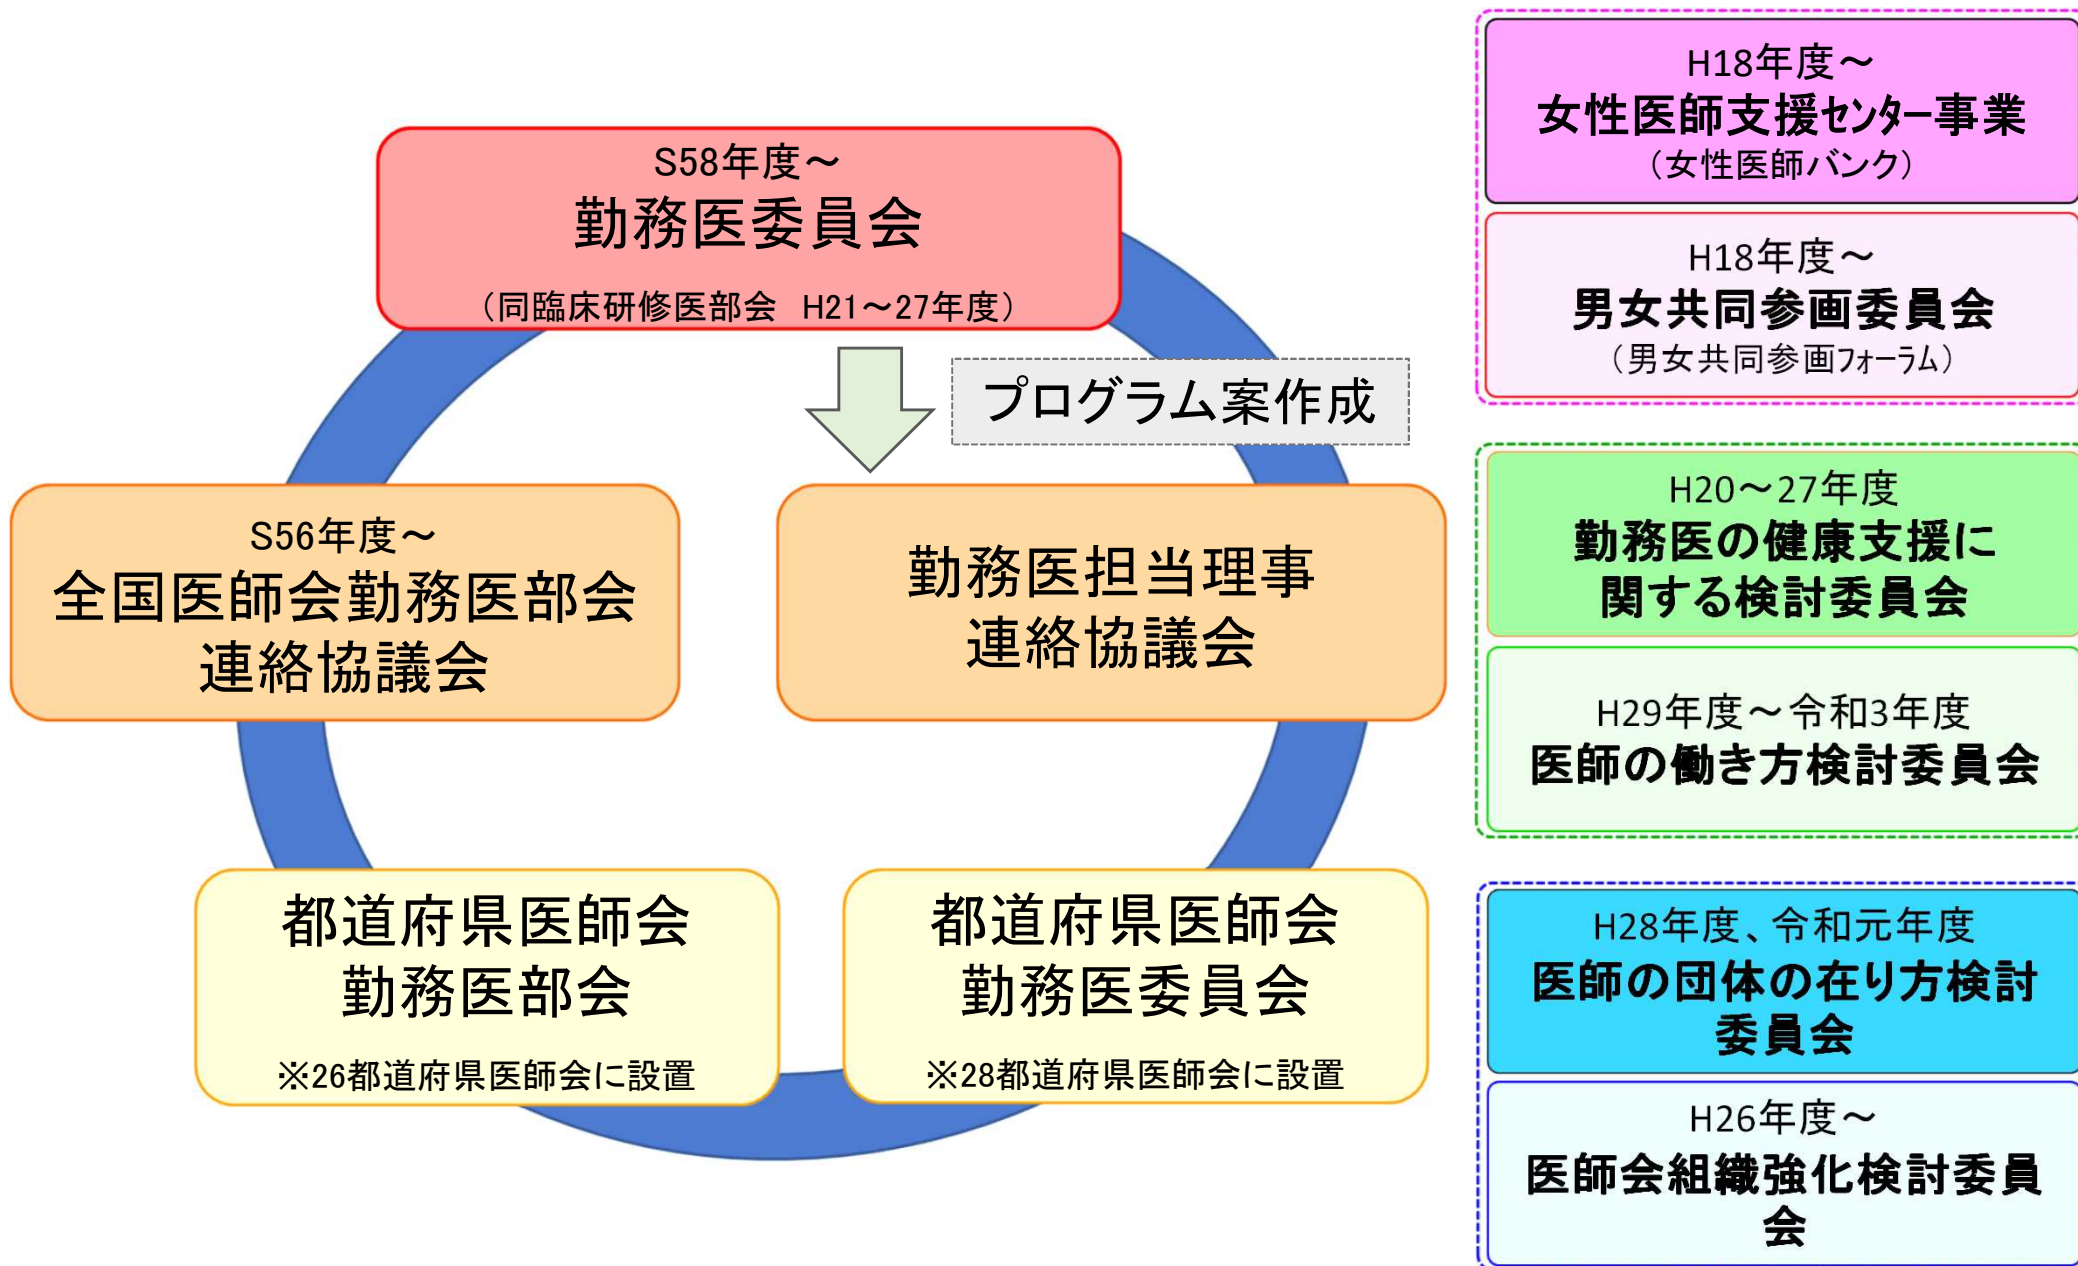 S58年度～
勤務医委員会
（同臨床研修医部会　H21～27年度）
プログラム案作成
S56年度～
全国医師会勤務医部会
連絡協議会
勤務医担当理事
連絡協議会
都道府県医師会
勤務医部会
※26都道府県医師会に設置
都道府県医師会
勤務医委員会
※28都道府県医師会に設置
H18年度～
女性医師支援ｾﾝﾀｰ事業
（女性医師バンク）
H18年度～
男女共同参画委員会
（男女共同参画ﾌｫｰﾗﾑ）
H20～27年度
勤務医の健康支援に
関する検討委員会
H29年度～令和3年度
医師の働き方検討委員会
H28年度、令和元年度
医師の団体の在り方検討
委員会
H26年度～
医師会組織強化検討委員
会